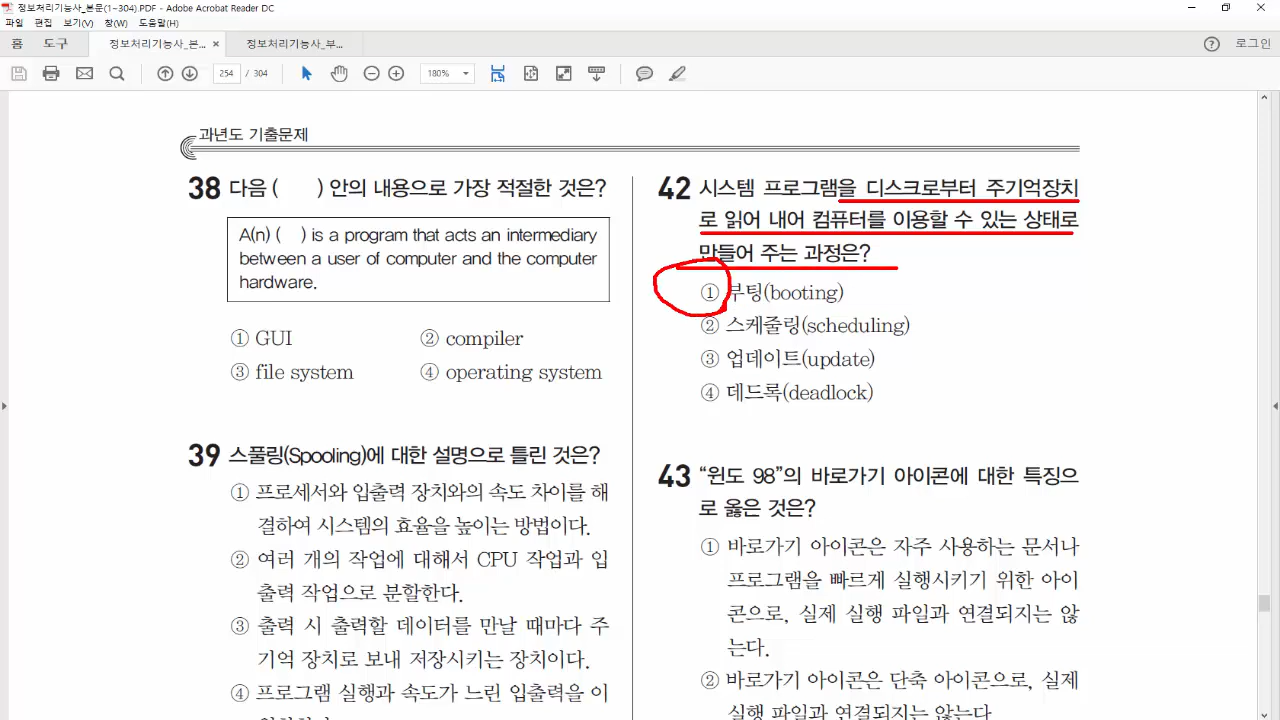 정보처리기능사_본문(1~304).PDF - Adobe Acrobat Reader DC
파일 편집 보기(V) 창(W) 도움말(H)
홈 도구 정보처리기능사_본... × 정보처리기능사_부... 로그인
254 / 304 180%
과년도 기출문제
38 다음 ( ) 안의 내용으로 가장 적절한 것은?
A(n) ( ) is a program that acts an intermediary
between a user of computer and the computer
hardware.
① GUI ② compiler
③ file system ④ operating system
39 스풀링(Spooling)에 대한 설명으로 틀린 것은?
① 프로세서와 입출력 장치와의 속도 차이를 해
결하여 시스템의 효율을 높이는 방법이다.
② 여러 개의 작업에 대해서 CPU 작업과 입
출력 작업으로 분할한다.
③ 출력 시 출력할 데이터를 만날 때마다 주
기억 장치로 보내 저장시키는 장치이다.
④ 프로그램 실행과 속도가 느린 입출력을 이
42 시스템 프로그램을 디스크로부터 주기억장치
로 읽어 내어 컴퓨터를 이용할 수 있는 상태로
만들어 주는 과정은?
① 부팅(booting)
② 스케줄링(scheduling)
③ 업데이트(update)
④ 데드록(deadlock)
43 “윈도 98”의 바로가기 아이콘에 대한 특징으
로 옳은 것은?
① 바로가기 아이콘은 자주 사용하는 문서나
프로그램을 빠르게 실행시키기 위한 아이
콘으로, 실제 실행 파일과 연결되지는 않
는다.
② 바로가기 아이콘은 단축 아이콘으로, 실제
실행 파일과 연결되지는 않는다